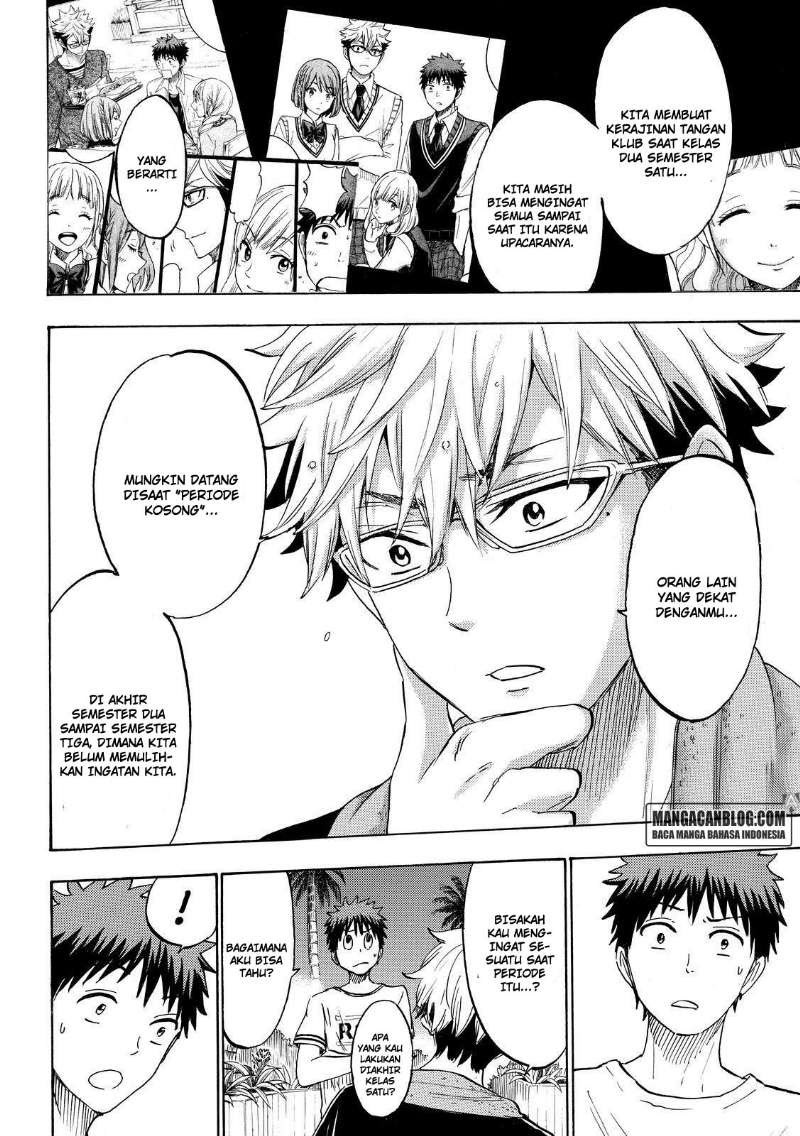 KITA MEMBUAT
KERAJINAN TANGAN
KLUB SAAT KELAS
DUA SEMESTER
SATU...
KITA MASIH
BISA MENGINGAT
SEMUA SAMPAI
SAAT ITU KARENA
UPACARANYA.
YANG
BERARTI
...
ORANG LAIN
YANG DEKAT
DENGANMU...
MUNGKIN DATANG
DISAAT "PERIODE
KOSONG"...
DI AKHIR
SEMESTER DUA
SAMPAI SEMESTER
TIGA, DIMANA KITA
BELUM MEMULIH-
KAN INGATAN KITA.
MANGACANBLOG.COM
BACA MANGA BAHASA INDONESIA
BISAKAH
KAU MENG-
INGAT SE-
SUATU SAAT
PERIODE
ITU...?
BAGAIMANA
AKU BISA
TAHU?
APA
YANG KAU
LAKUKAN
DIAKHIR
KELAS
SATU?
!